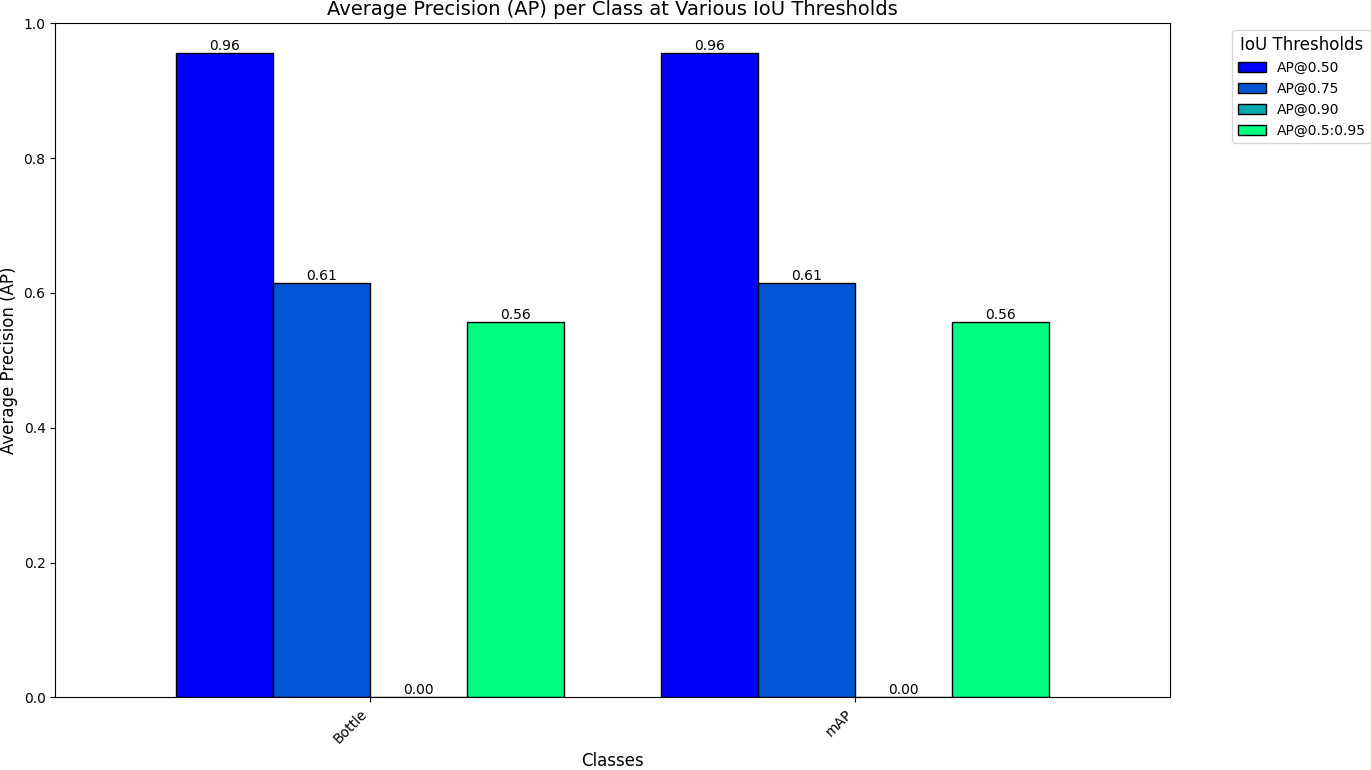 Average Precision (AP) per Class at Various IoU Thresholds
IoU Thresholds
AP@0.50
AP@0.75
AP@0.90
AP@0.5:0.95
Average Precision (AP)
1.0
0.8
0.6
0.4
0.2
0.0
0.96
0.61
0.00
0.56
0.96
0.61
0.00
0.56
Bottle
mAP
Classes